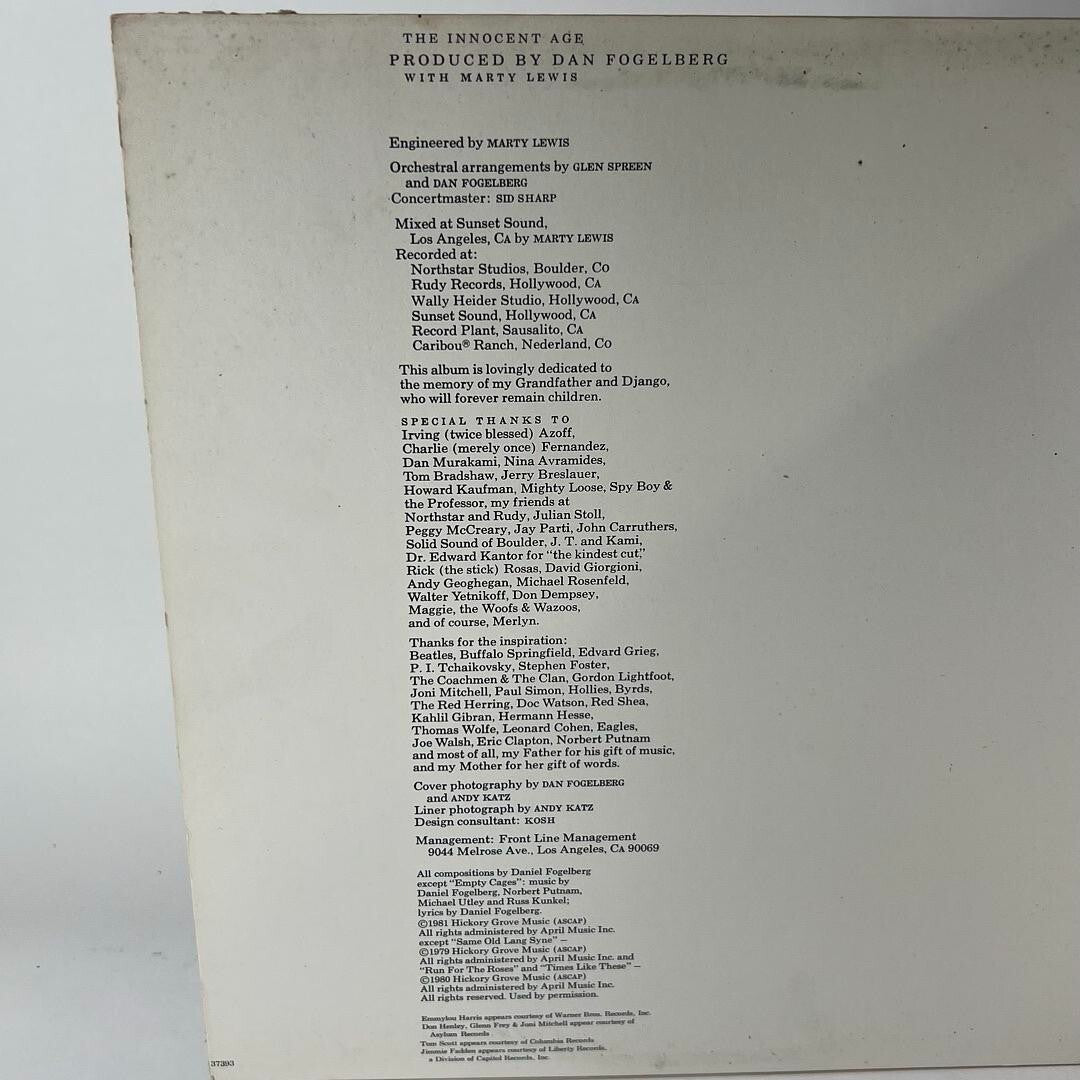 THE INNOCENT AGE
PRODUCED BY DAN FOGELBERG
WITH MARTY LEWIS
Engineered by MARTY LEWIS
Orchestral arrangements by GLEN SPREEN
and DAN FOGELBERG
Concertmaster: SID SHARP
Mixed at Sunset Sound,
Los Angeles, CA by MARTY LEWIS
Recorded at:
Northstar Studios, Boulder, CO
Rudy Records, Hollywood, CA
Wally Heider Studio, Hollywood, CA
Sunset Sound, Hollywood, CA
Record Plant, Sausalito, CA
Caribou® Ranch, Nederland, CO
This album is lovingly dedicated to
the memory of my Grandfather and Django,
who will forever remain children.
SPECIAL THANKS TO
Irving (twice blessed) Azoff,
Charlie (merely once) Fernandez,
Dan Murakami, Nina Avramides,
Tom Bradshaw, Jerry Breslauer,
Howard Kaufman, Mighty Loose, Spy Boy &
the Professor, my friends at
Northstar and Rudy, Julian Stoll,
Peggy McCreary, Jay Parti, John Carruthers,
Solid Sound of Boulder, J. T. and Kami,
Dr. Edward Kantor for "the kindest cut,"
Rick (the stick) Rosas, David Giorgioni,
Andy Geoghegan, Michael Rosenfeld,
Walter Yetnikoff, Don Dempsey,
Maggie, the Woofs & Wazoos,
and of course, Merlyn.
Thanks for the inspiration:
Beatles, Buffalo Springfield, Edvard Grieg,
P. I. Tchaikovsky, Stephen Foster,
The Coachmen & The Clan, Gordon Lightfoot,
Joni Mitchell, Paul Simon, Hollies, Byrds,
The Red Herring, Doc Watson, Red Shea,
Kahlil Gibran, Hermann Hesse,
Thomas Wolfe, Leonard Cohen, Eagles,
Joe Walsh, Eric Clapton, Norbert Putnam
and most of all, my Father for his gift of music,
and my Mother for her gift of words.
Cover photography by DAN FOGELBERG
and ANDY KATZ
Liner photograph by ANDY KATZ
Design consultant: KOSH
Management: Front Line Management
9044 Melrose Ave., Los Angeles, CA 90069
All compositions by Daniel Fogelberg
except "Empty Cages": music by
Daniel Fogelberg, Norbert Putnam,
Michael Utley and Russ Kunkel;
lyrics by Daniel Fogelberg.
©1981 Hickory Grove Music (ASCAP)
All rights administered by April Music Inc.
except "Same Old Lang Syne" —
©1979 Hickory Grove Music (ASCAP)
All rights administered by April Music Inc. and
"Run For The Roses" and "Times Like These" —
©1980 Hickory Grove Music (ASCAP)
All rights administered by April Music Inc.
All rights reserved. Used by permission.
Emmylou Harris appears courtesy of Warner Bros. Records, Inc.
Don Henley, Glenn Frey & Joni Mitchell appear courtesy of
Asylum Records
Tom Scott appears courtesy of Columbia Records
Jimmie Fadden appears courtesy of Liberty Records,
a Division of Capitol Records, Inc.
37393